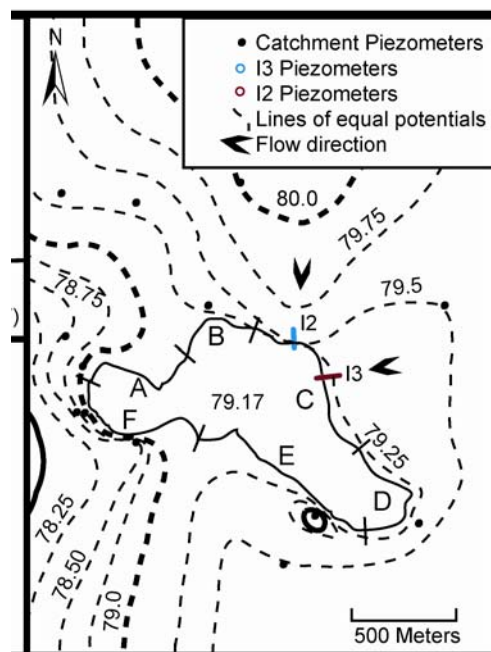 N
Catchment Piezometers
I3 Piezometers
I2 Piezometers
Lines of equal potentials
Flow direction
80.0
79.75
79.5
78.75
)
I2
B
I3
A
79.17
C
F
79.25
E
D
78.25
78.50
79.0
500 Meters